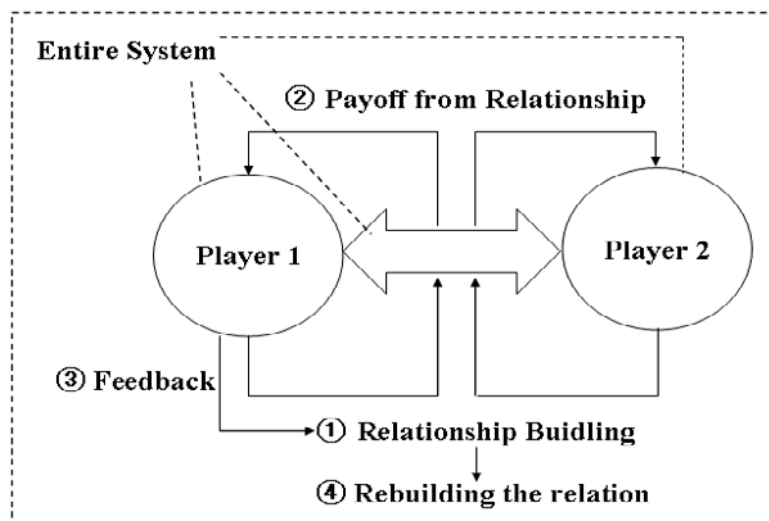 Entire System
② Payoff from Relationship
Player 1
Player 2
③ Feedback
① Relationship Buidling
④ Rebuilding the relation